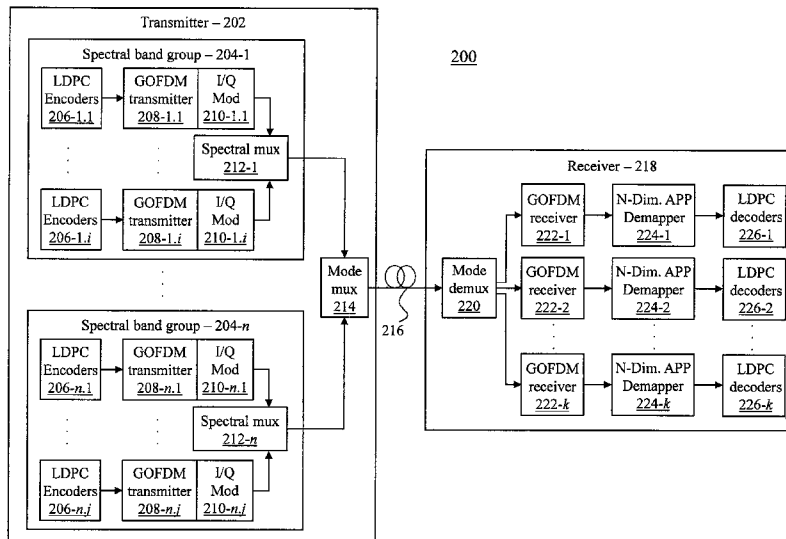 Transmitter – 202
Spectral band group – 204-1
LDPC
Encoders
206-1.1
GOFDM
transmitter
208-1.1
I/Q
Mod
210-1.1
Spectral mux
212-1
LDPC
Encoders
206-1.i
GOFDM
transmitter
208-1.i
I/Q
Mod
210-1.i
Spectral band group – 204-n
LDPC
Encoders
206-n.1
GOFDM
transmitter
208-n.1
I/Q
Mod
210-n.1
Spectral mux
212-n
LDPC
Encoders
206-n.j
GOFDM
transmitter
208-n.j
I/Q
Mod
210-n.j
Mode
mux
214
216
200
Receiver – 218
Mode
demux
220
GOFDM
receiver
222-1
N-Dim. APP
Demapper
224-1
LDPC
decoders
226-1
GOFDM
receiver
222-2
N-Dim. APP
Demapper
224-2
LDPC
decoders
226-2
GOFDM
receiver
222-k
N-Dim. APP
Demapper
224-k
LDPC
decoders
226-k